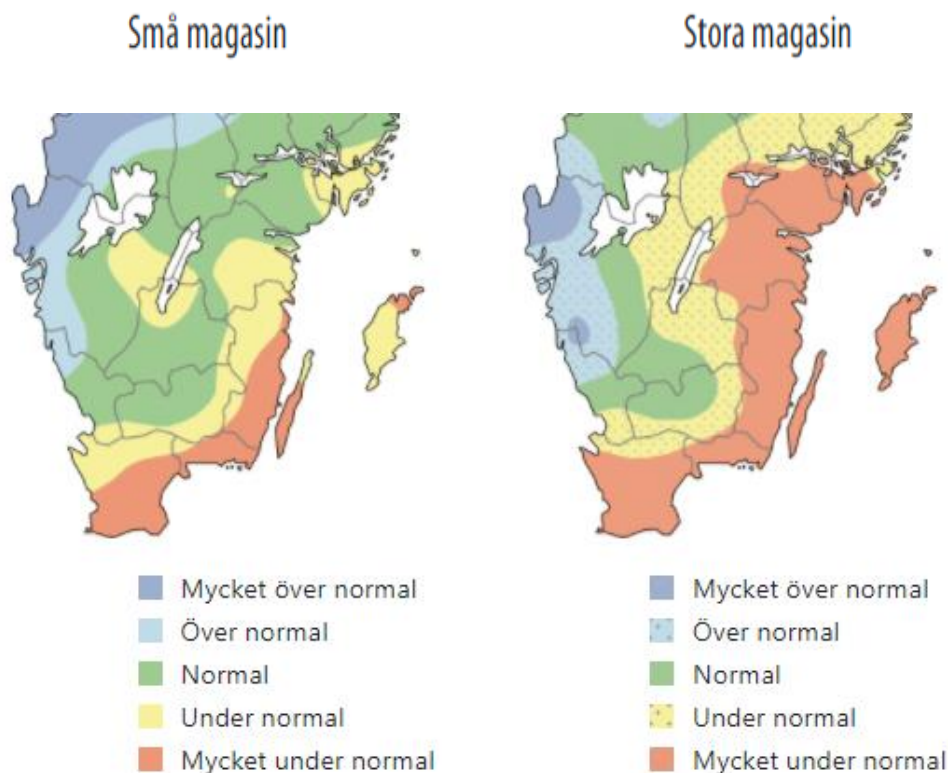 Små magasin
Stora magasin
Mycket över normal
Över normal
Normal
Under normal
Mycket under normal
Mycket över normal
Över normal
Normal
Under normal
Mycket under normal